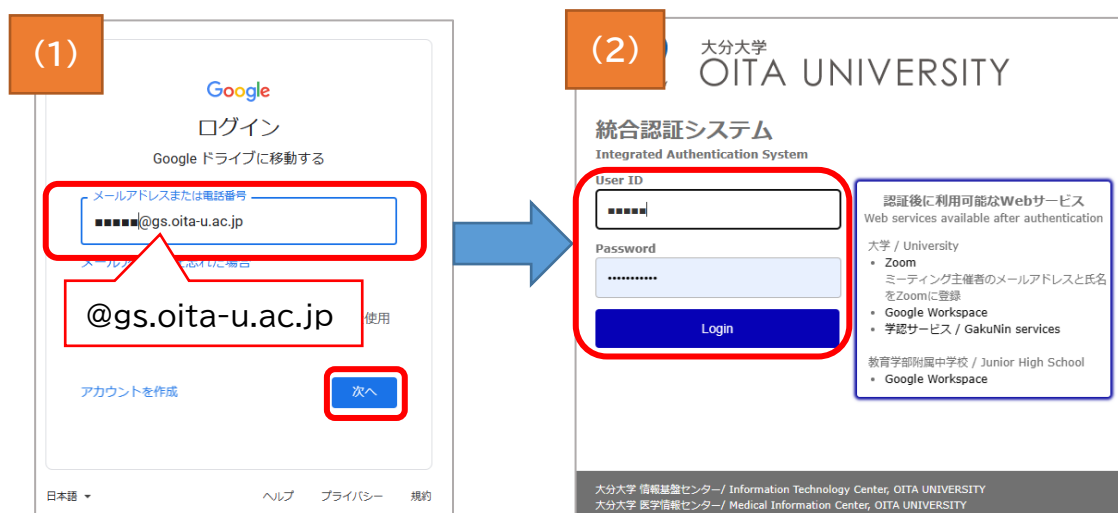 (1)
Google
ログイン
Google ドライブに移動する
メールアドレスまたは電話番号
■■■■■@gs.oita-u.ac.jp
を忘れた場合
@gs.oita-u.ac.jp
使用
アカウントを作成
次へ
日本語
ヘルプ
プライバシー
規約
(2)
大分大学
OITA UNIVERSITY
統合認証システム
Integrated Authentication System
User ID
■■■■■
Password
•••••••••••
Login
認証後に利用可能なWebサービス
Web services available after authentication
大学 / University
• Zoom
ミーティング主催者のメールアドレスと氏名
をZoomに登録
• Google Workspace
• 学認サービス / GakuNin services
教育学部附属中学校 / Junior High School
• Google Workspace
大分大学 情報基盤センター/ Information Technology Center, OITA UNIVERSITY
大分大学 医学情報センター/ Medical Information Center, OITA UNIVERSITY